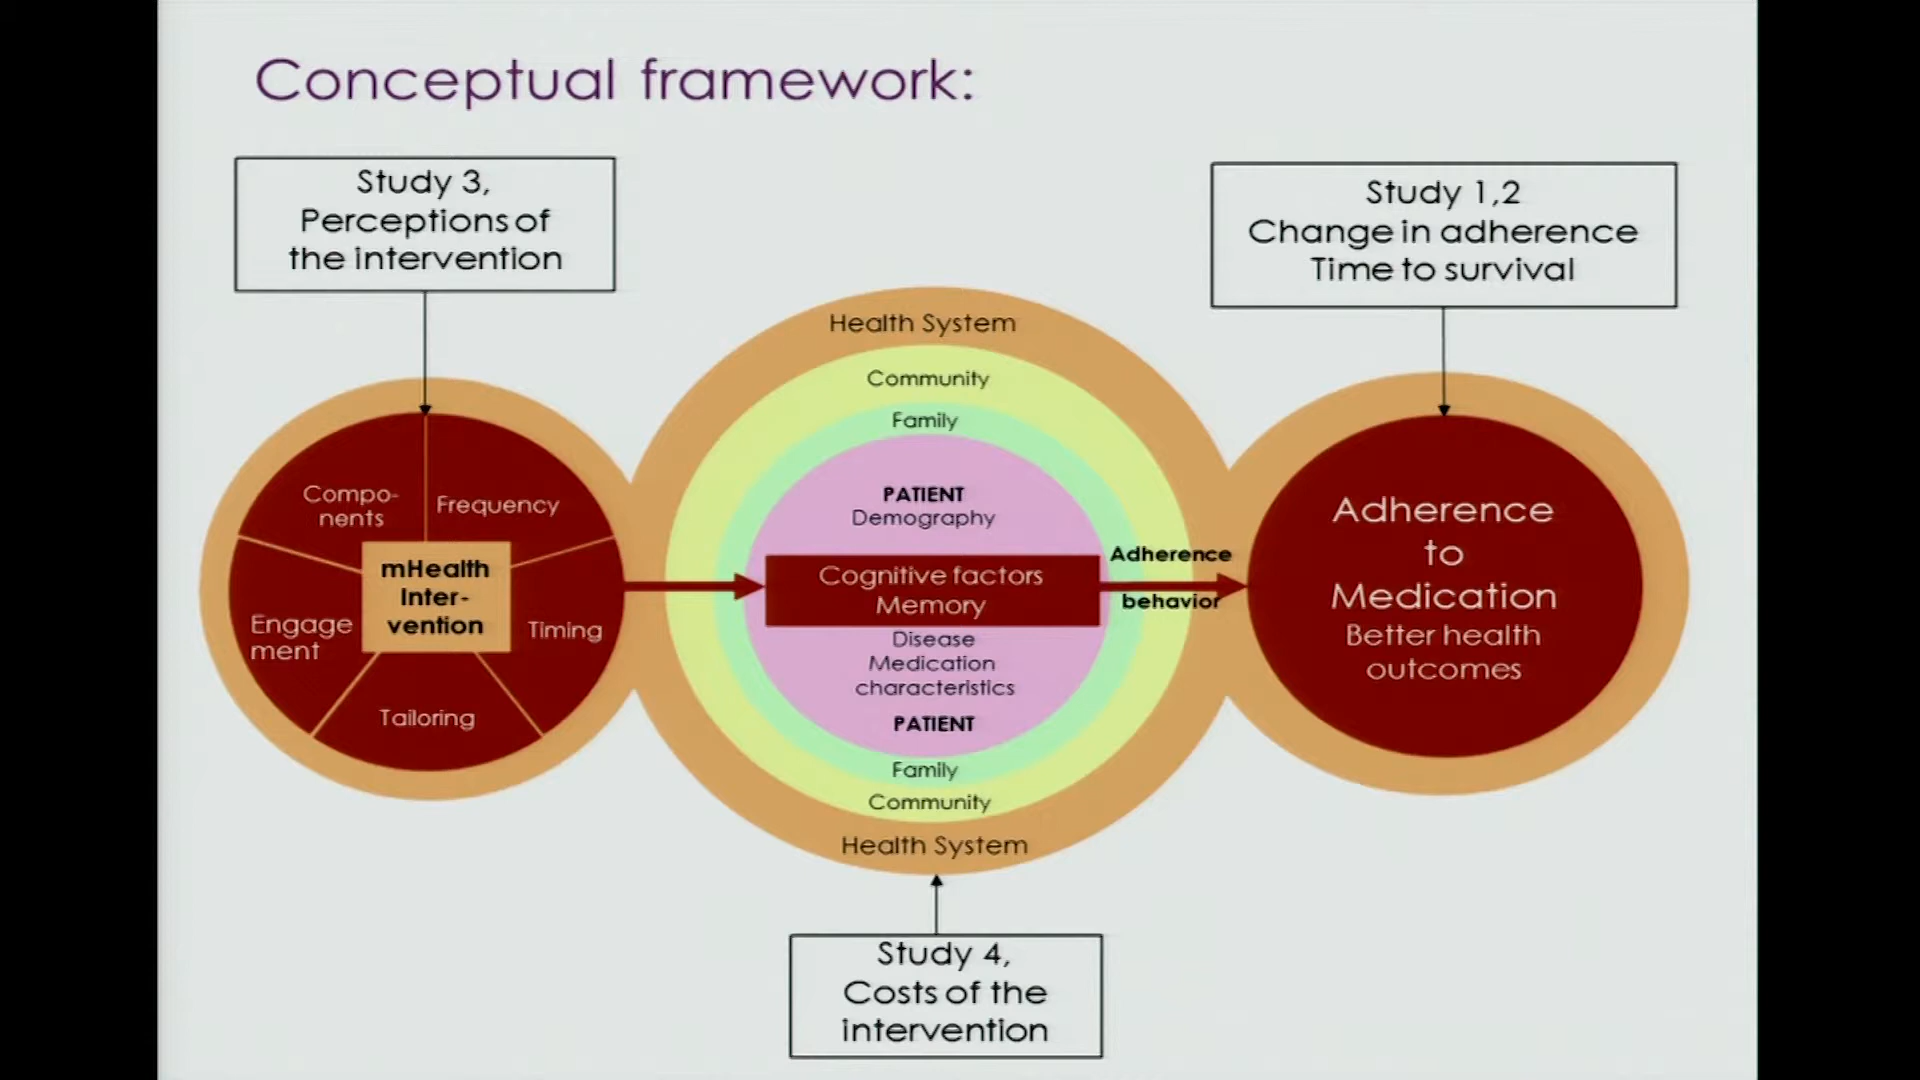 Conceptual framework:
Study 3,
Perceptions of
the intervention
Study 1,2
Change in adherence
Time to survival
Compo-
nents
Frequency
mHealth
Inter-
vention
Engage
ment
Timing
Tailoring
Health System
Community
Family
PATIENT
Demography
Cognitive factors
Memory
Disease
Medication
characteristics
PATIENT
Family
Community
Health System
Adherence
behavior
Adherence
to
Medication
Better health
outcomes
Study 4,
Costs of the
intervention